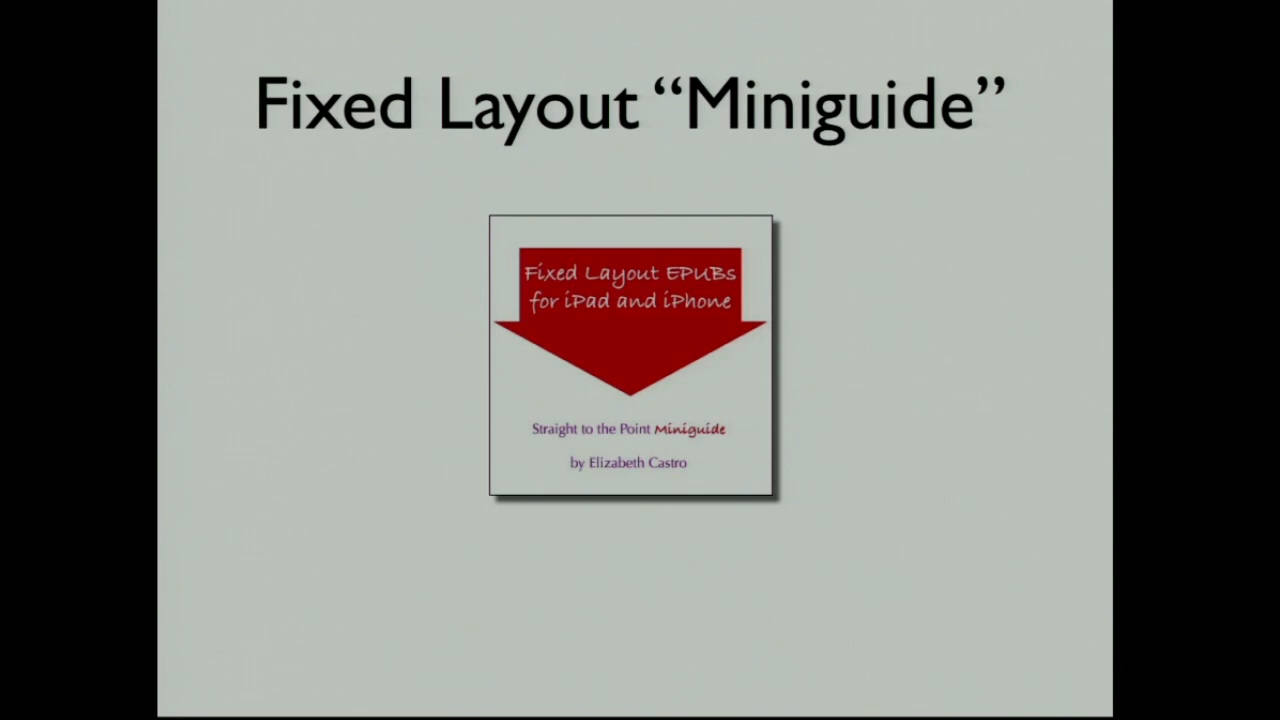 Fixed Layout “Miniguide”
Fixed Layout EPUBs
for iPad and iPhone
Straight to the Point Miniguide
by Elizabeth Castro